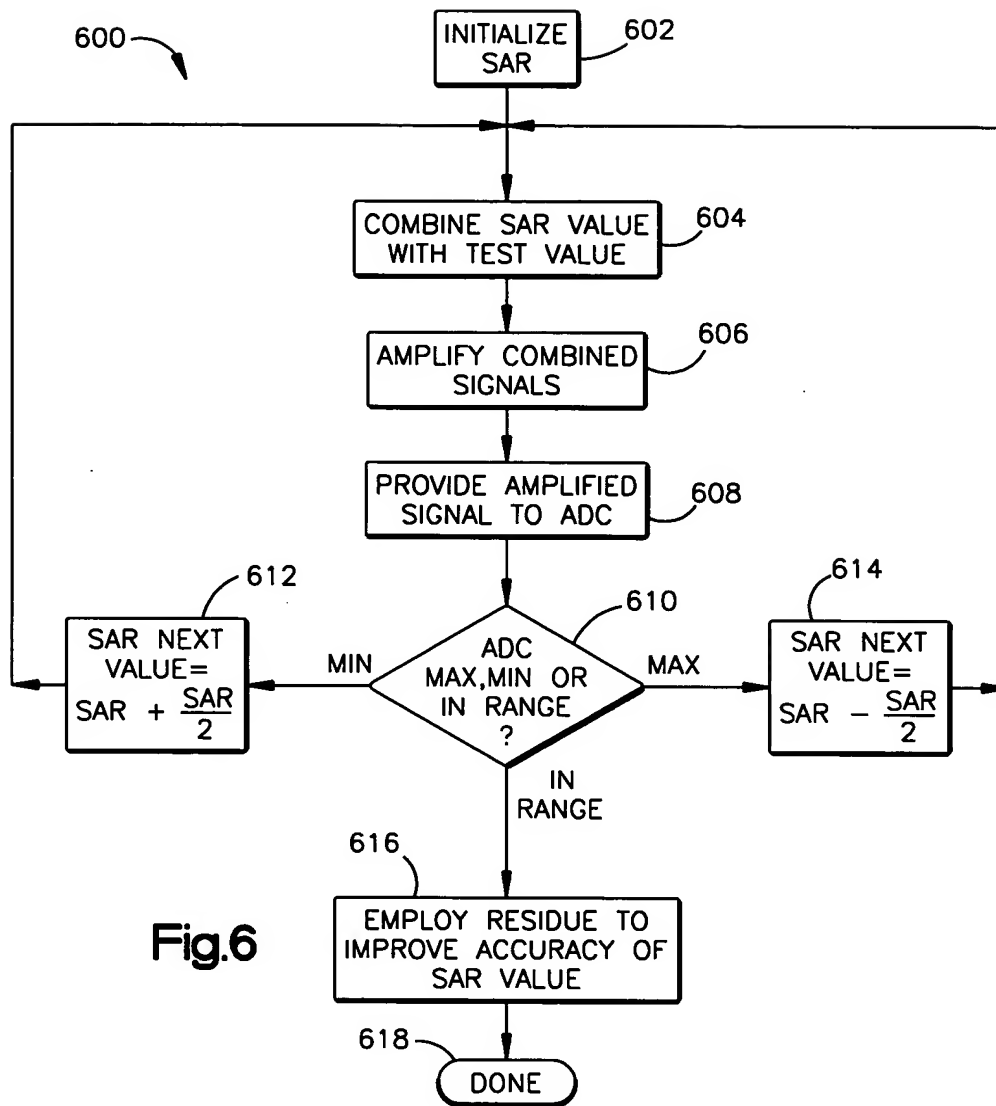 600
INITIALIZE
SAR
602
COMBINE SAR VALUE
WITH TEST VALUE
604
AMPLIFY COMBINED
SIGNALS
606
PROVIDE AMPLIFIED
SIGNAL TO ADC
608
612
SAR NEXT
VALUE=
SAR + SAR/2
MIN
610
ADC
MAX,MIN OR
IN RANGE
?
MAX
614
SAR NEXT
VALUE=
SAR - SAR/2
IN
RANGE
616
EMPLOY RESIDUE TO
IMPROVE ACCURACY OF
SAR VALUE
Fig.6
618
DONE